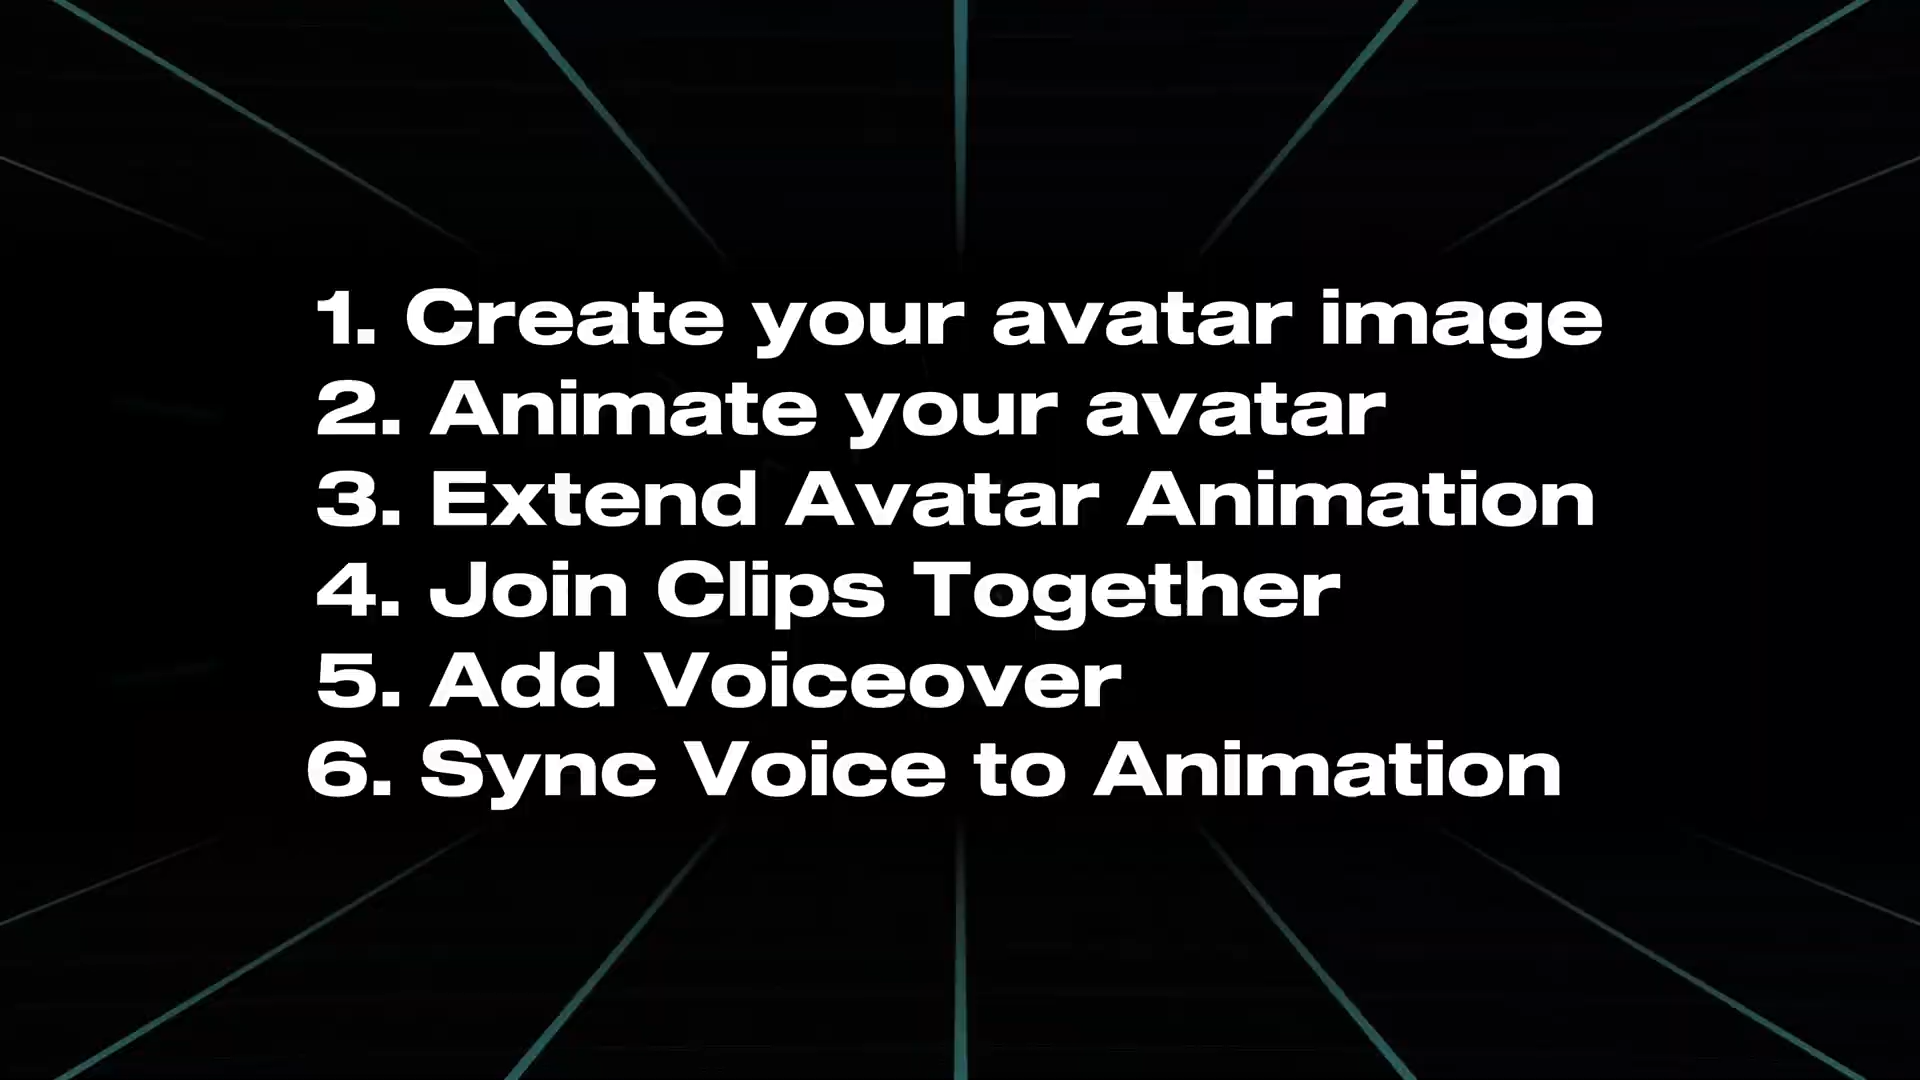 1. Create your avatar image
2. Animate your avatar
3. Extend Avatar Animation
4. Join Clips Together
5. Add Voiceover
6. Sync Voice to Animation